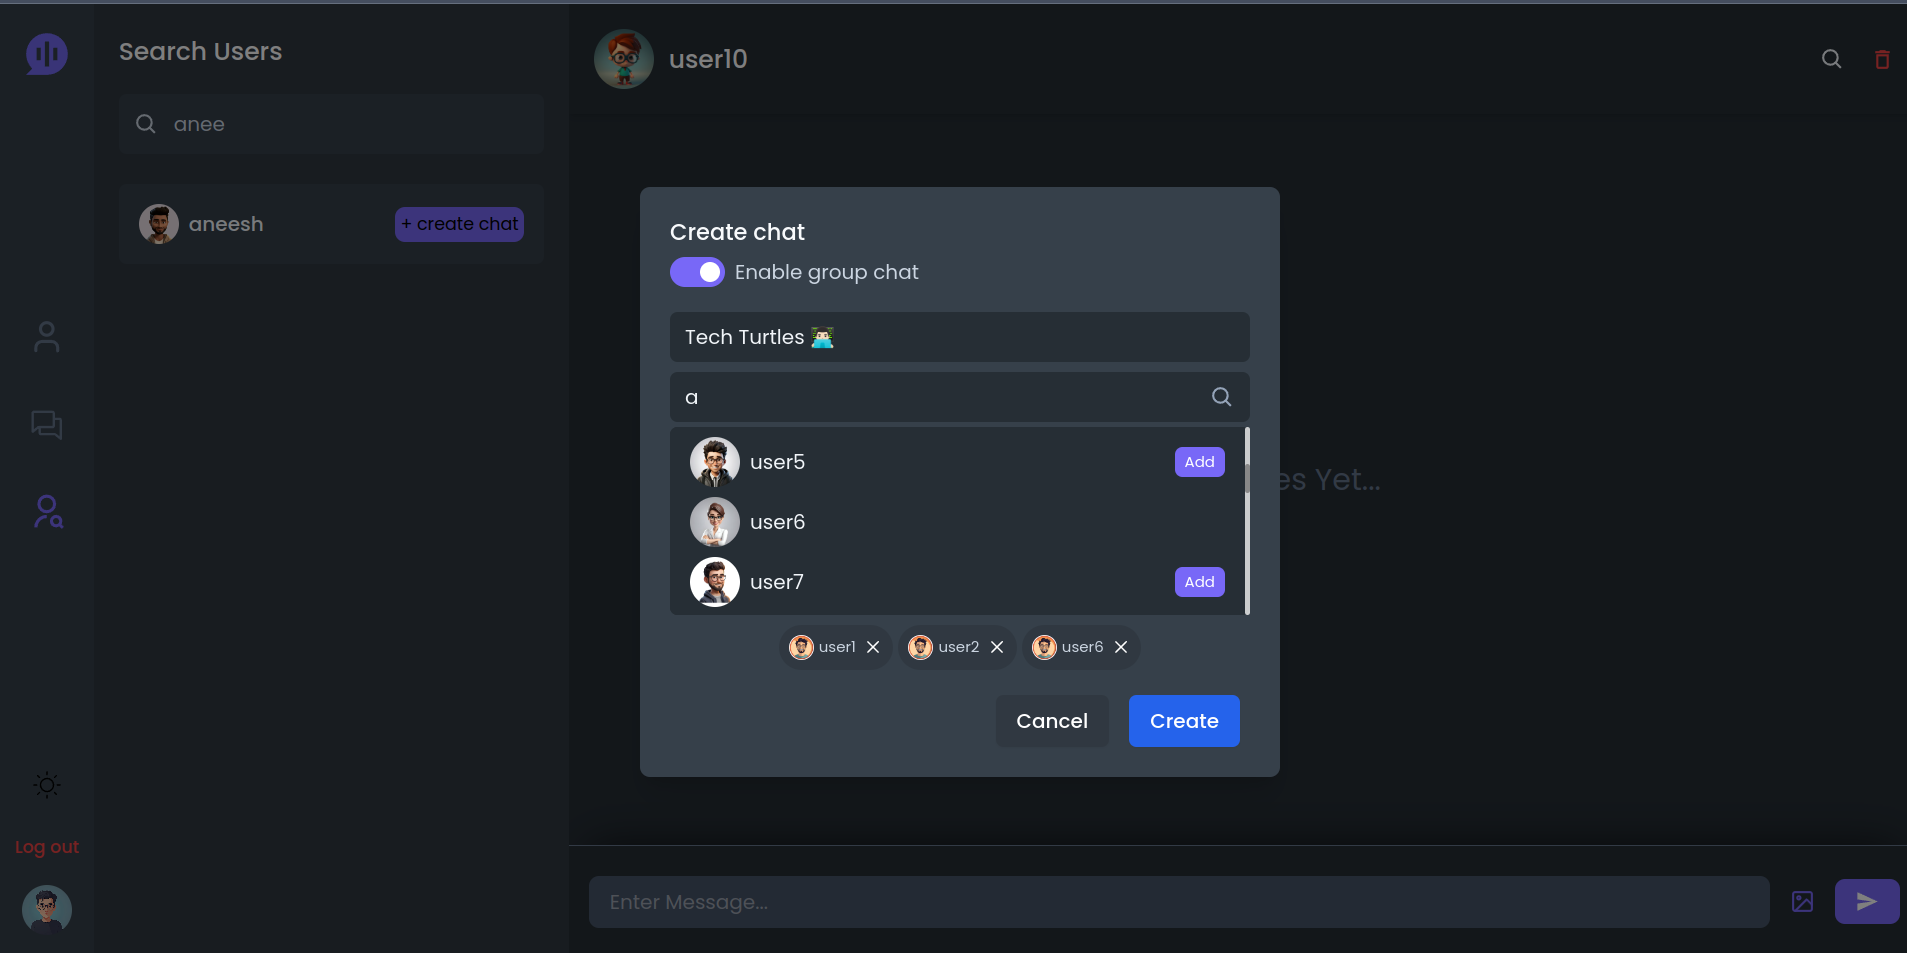 Search Users
anee
aneesh
+ create chat
Log out
user10
es Yet...
Create chat
Enable group chat
Tech Turtles 👨🏻‍💻
a
user5
Add
user6
user7
Add
user1
user2
user6
Cancel
Create
Enter Message...